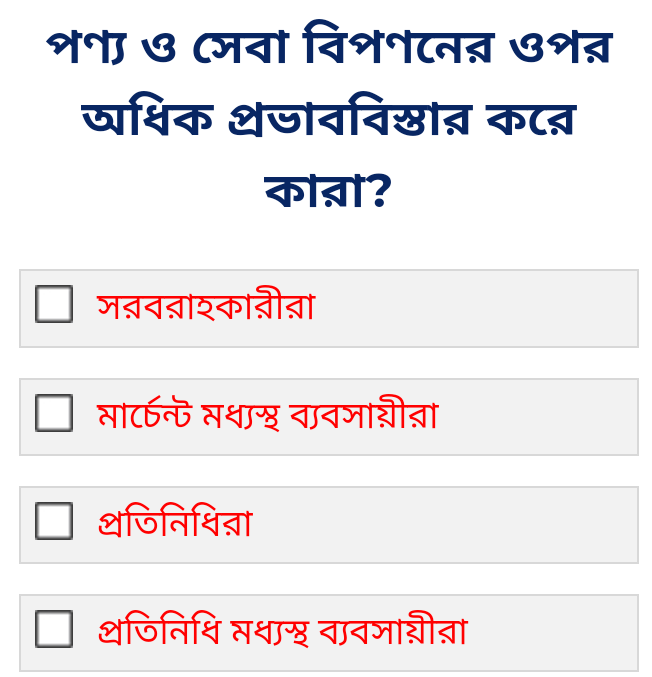 পণ্য ও সেবা বিপণনের ওপর
অধিক প্রভাববিস্তার করে
কারা?
সরবরাহকারীরা
মার্চেন্ট মধ্যস্থ ব্যবসায়ীরা
প্রতিনিধিরা
প্রতিনিধি মধ্যস্থ ব্যবসায়ীরা